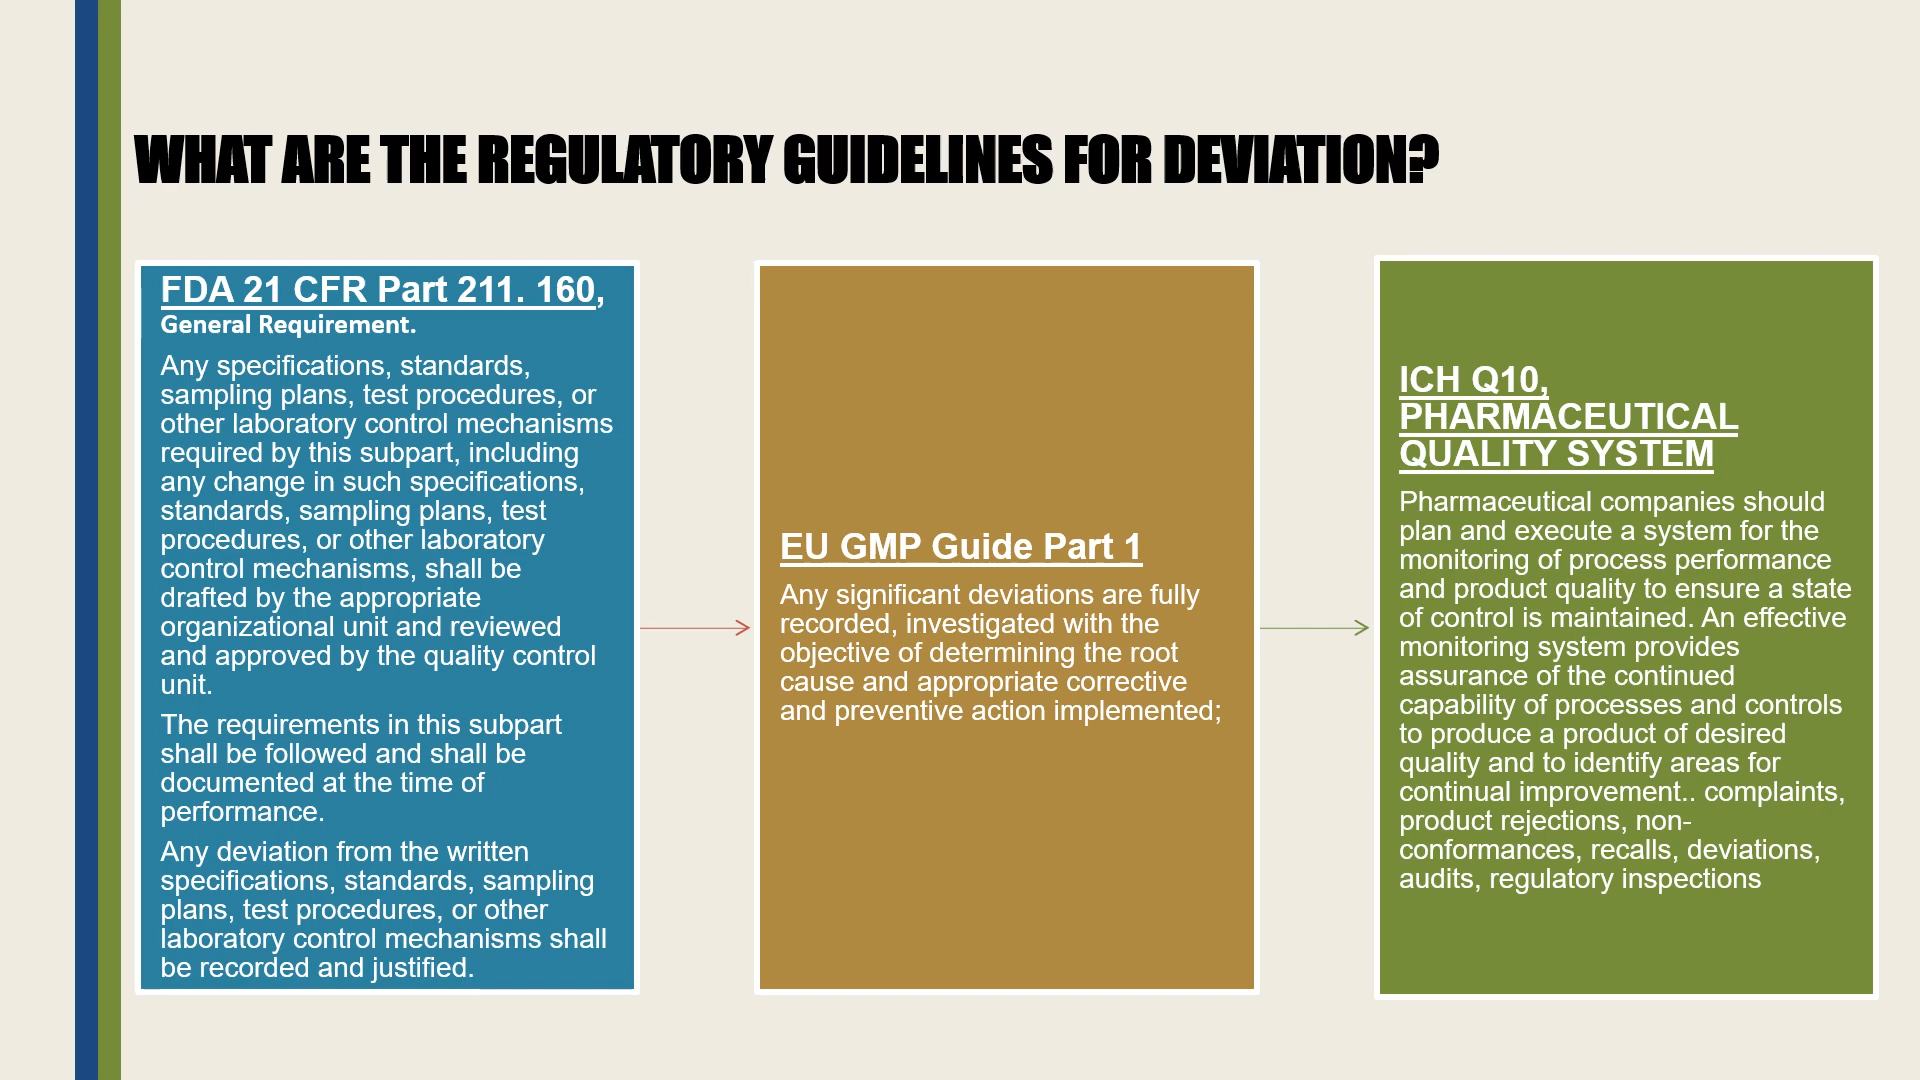 WHAT ARE THE REGULATORY GUIDELINES FOR DEVIATION?
FDA 21 CFR Part 211. 160,
General Requirement.
Any specifications, standards,
sampling plans, test procedures, or
other laboratory control mechanisms
required by this subpart, including
any change in such specifications,
standards, sampling plans, test
procedures, or other laboratory
control mechanisms, shall be
drafted by the appropriate
organizational unit and reviewed
and approved by the quality control
unit.
The requirements in this subpart
shall be followed and shall be
documented at the time of
performance.
Any deviation from the written
specifications, standards, sampling
plans, test procedures, or other
laboratory control mechanisms shall
be recorded and justified.
EU GMP Guide Part 1
Any significant deviations are fully
recorded, investigated with the
objective of determining the root
cause and appropriate corrective
and preventive action implemented;
ICH Q10,
PHARMACEUTICAL
QUALITY SYSTEM
Pharmaceutical companies should
plan and execute a system for the
monitoring of process performance
and product quality to ensure a state
of control is maintained. An effective
monitoring system provides
assurance of the continued
capability of processes and controls
to produce a product of desired
quality and to identify areas for
continual improvement.. complaints,
product rejections, non-
conformances, recalls, deviations,
audits, regulatory inspections